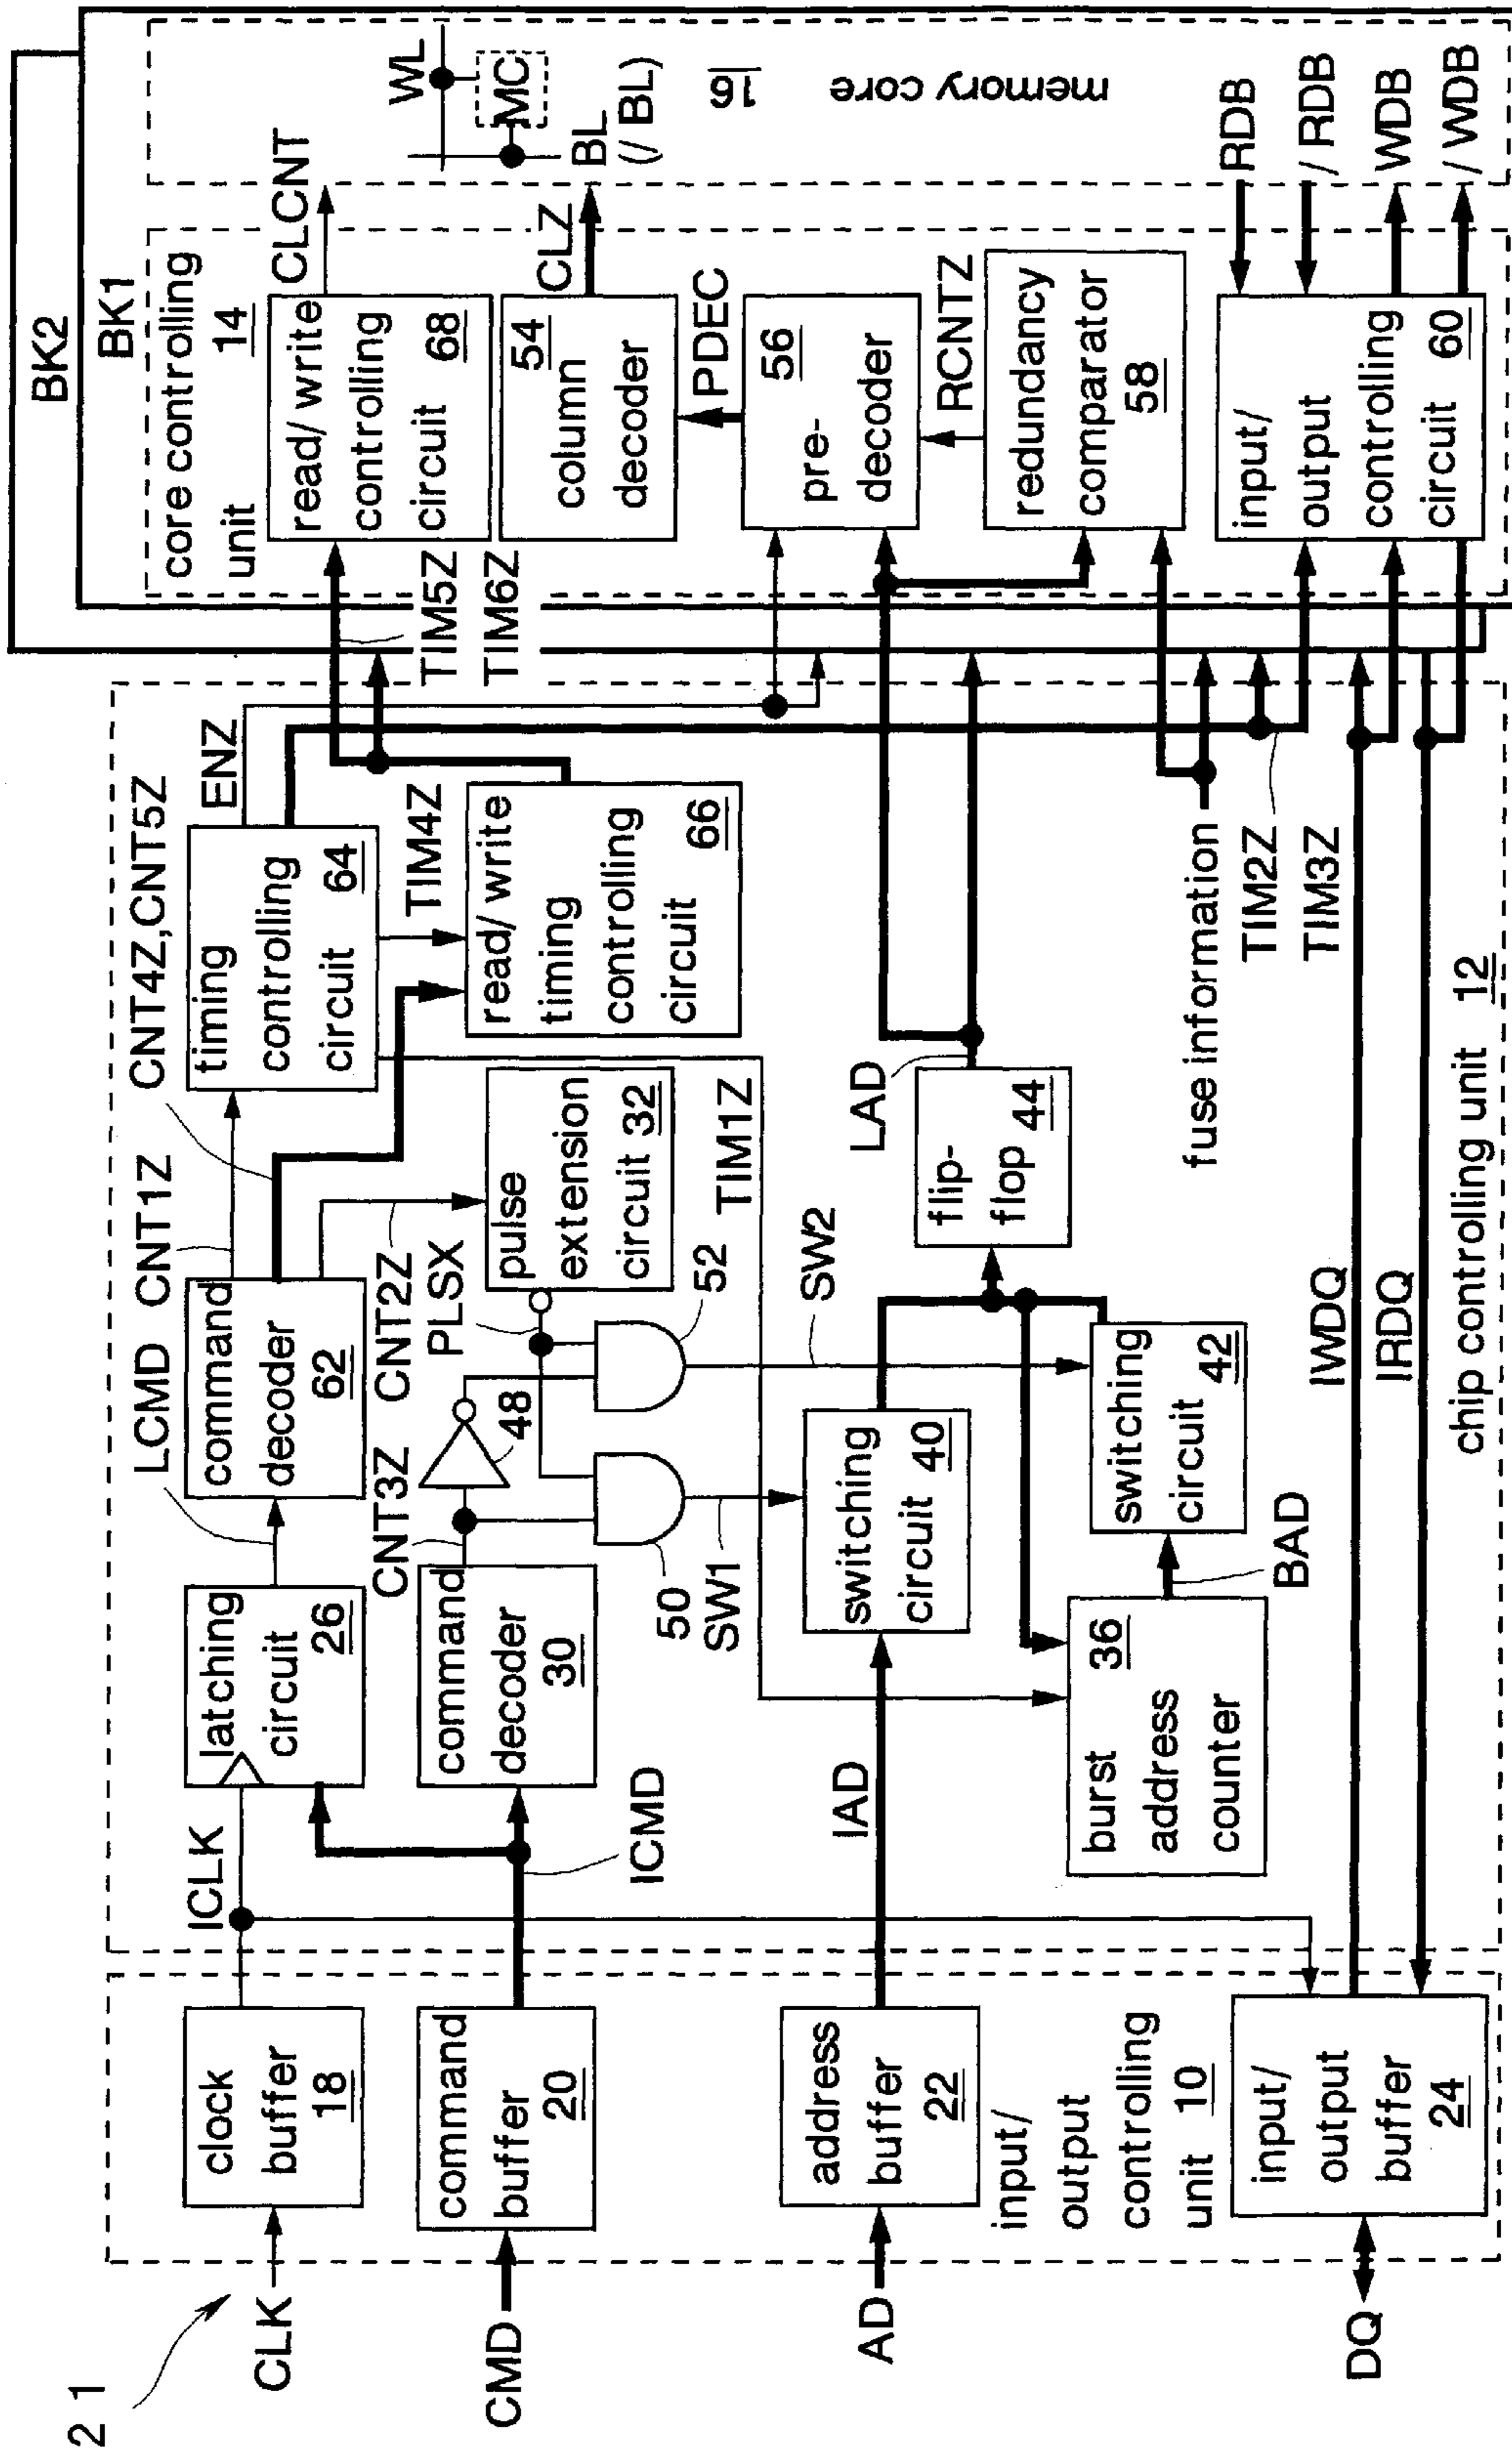 2 1
CLK
CMD
AD
DQ
clock
buffer
18
command
buffer
20
address
buffer
22
input/
output
controlling
unit 10
input/
output
buffer
24
ICLK
ICMD
IAD
latching
circuit
26
command
decoder
30
LCMD
CNT1Z
CNT4Z,CNT5Z
command
decoder
62
CNT3Z
48
CNT2Z
PLSX
50
SW1
52
SW2
pulse
extension
circuit 32
timing
controlling
circuit
64
ENZ
TIM4Z
read/write
timing
controlling
circuit
66
TIM1Z
switching
circuit
40
burst
address
counter
36
BAD
switching
circuit
42
flip-
flop
44
LAD
fuse information
TIM2Z
TIM3Z
IWDQ
IRDQ
chip controlling unit 12
BK2
BK1
core controlling
unit
14
TIM5Z
TIM6Z
read/write
controlling
circuit
68
CLCNT
54
column
decoder
CLZ
PDEC
56
pre-
decoder
RCNTZ
redundancy
comparator
58
input/
output
controlling
circuit
60
WL
MC
BL
(/BL)
16
memory core
RDB
/RDB
WDB
/WDB